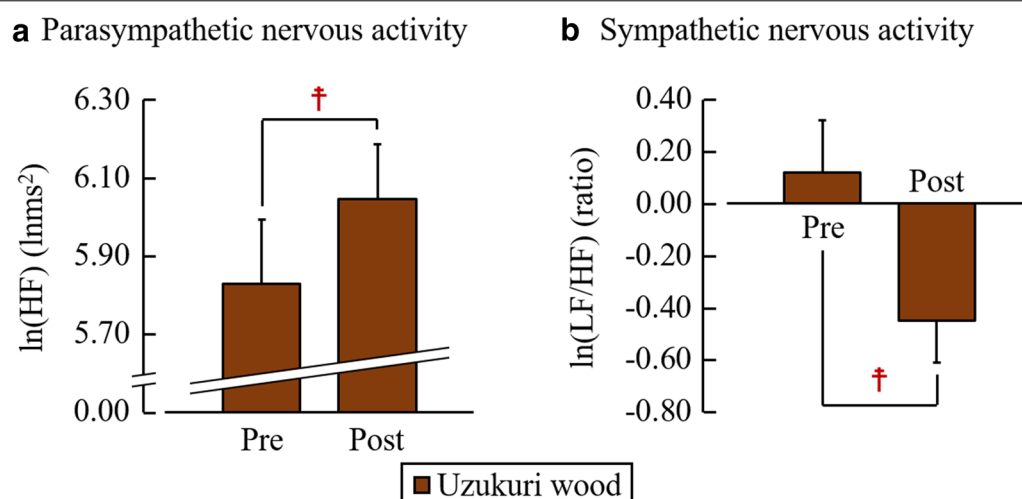 a Parasympathetic nervous activity
ln(HF) (lnms²)
6.30
6.10
5.90
5.70
0.00
†
Pre Post
b Sympathetic nervous activity
ln(LF/HF) (ratio)
0.40
0.20
0.00
-0.20
-0.40
-0.60
-0.80
Post
Pre
†
Uzukuri wood